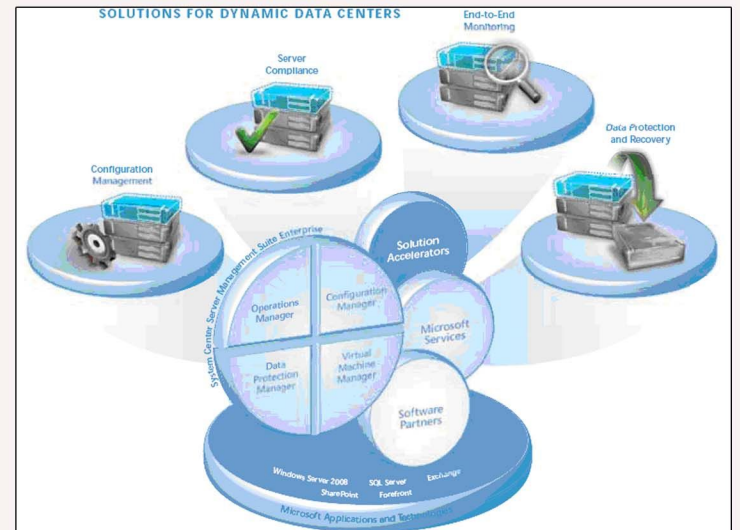 SOLUTIONS FOR DYNAMIC DATA CENTERS
End-to-End
Monitoring
Server
Compliance
Data Protection
and Recovery
Configuration
Management
System Center Server Management Suite Enterprise
Solution
Accelerators
Operations
Manager
Configuration
Manager
Microsoft
Services
Data
Protection
Manager
Virtual
Machine
Manager
Software
Partners
Windows Server 2008 SQL Server Exchange
SharePoint Forefront
Microsoft Applications and Technologies